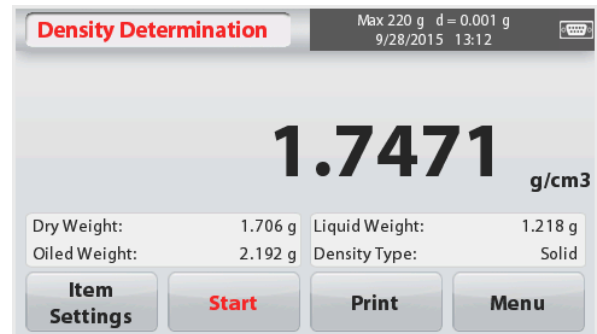 Density Determination
Max 220 g d = 0.001 g
9/28/2015 13:12
1.7471
g/cm3
Dry Weight: 1.706 g
Oiled Weight: 2.192 g
Liquid Weight: 1.218 g
Density Type: Solid
Item
Settings
Start
Print
Menu